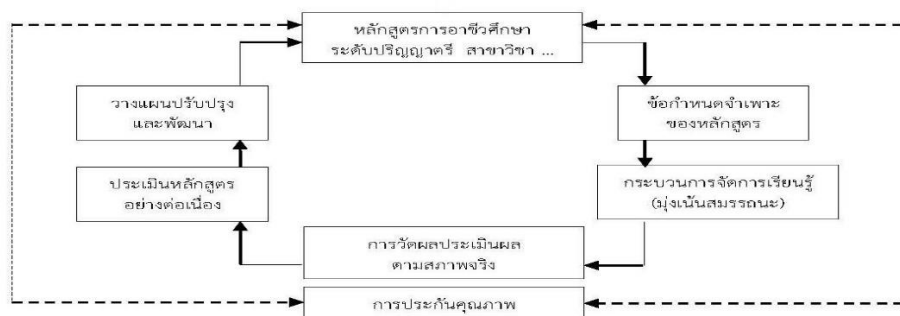 หลักสูตรการอาชีวศึกษา
ระดับปริญญาตรี สาขาวิชา ...
วางแผนปรับปรุง
และพัฒนา
ข้อกำหนดจำเพาะ
ของหลักสูตร
ประเมินหลักสูตร
อย่างต่อเนื่อง
กระบวนการจัดการเรียนรู้
(มุ่งเน้นสมรรถนะ)
การวัดผลประเมินผล
ตามสภาพจริง
การประกันคุณภาพ